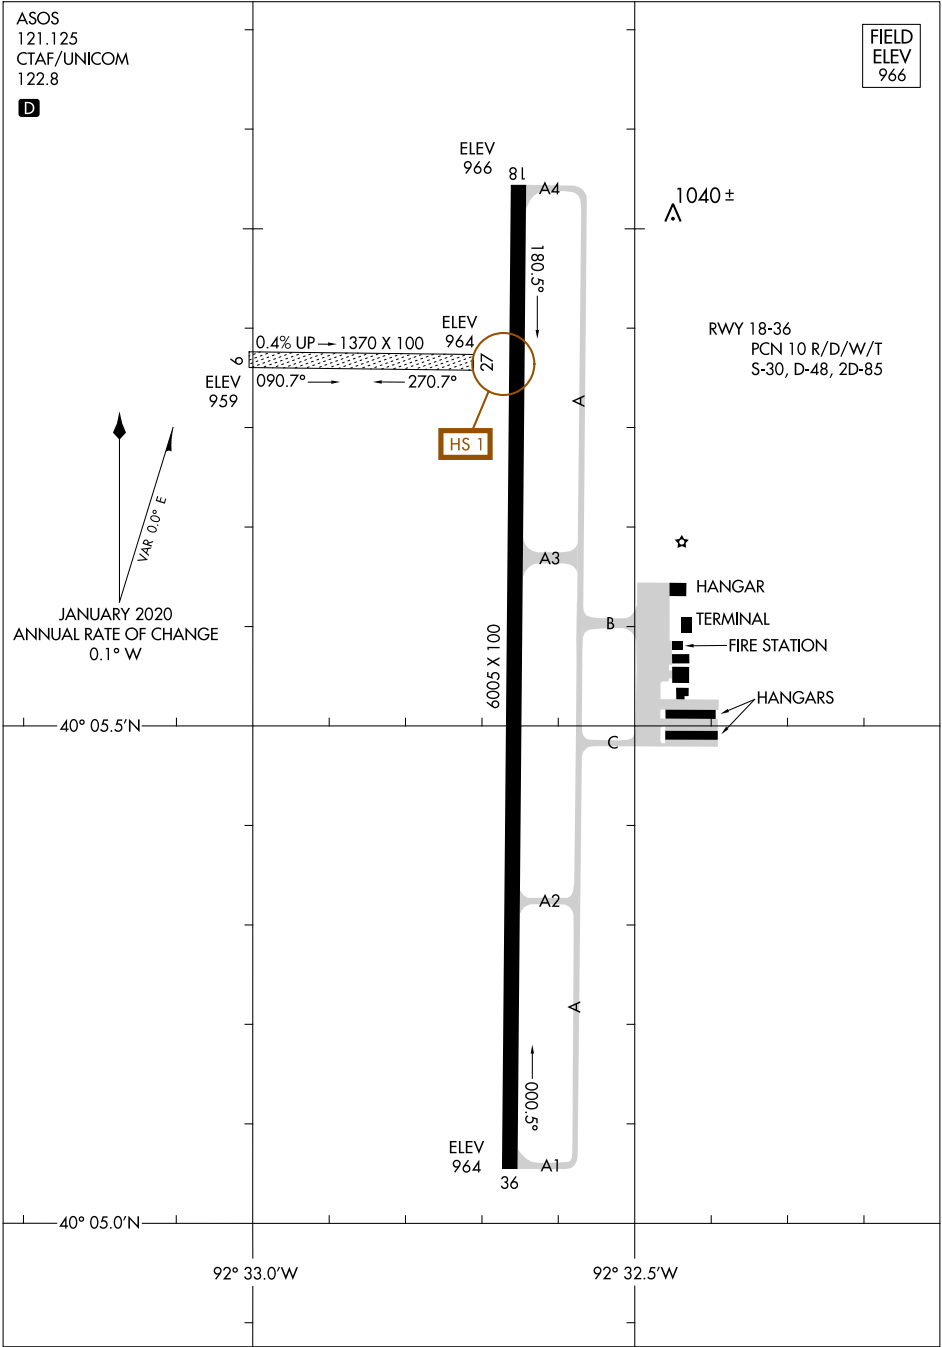 ASOS
121.125
CTAF/UNICOM
122.8
D
FIELD
ELEV
966
ELEV
966
18
A4
1040 ±
180.5°
ELEV
964
0.4% UP 1370 X 100
27
9
090.7° 270.7°
ELEV
959
RWY 18-36
PCN 10 R/D/W/T
S-30, D-48, 2D-85
A
HS 1
VAR 0.0° E
JANUARY 2020
ANNUAL RATE OF CHANGE
0.1° W
A3
HANGAR
B
TERMINAL
FIRE STATION
6005 X 100
HANGARS
40° 05.5'N
C
A2
A
000.5°
ELEV
964
A1
36
40° 05.0'N
92° 33.0'W
92° 32.5'W